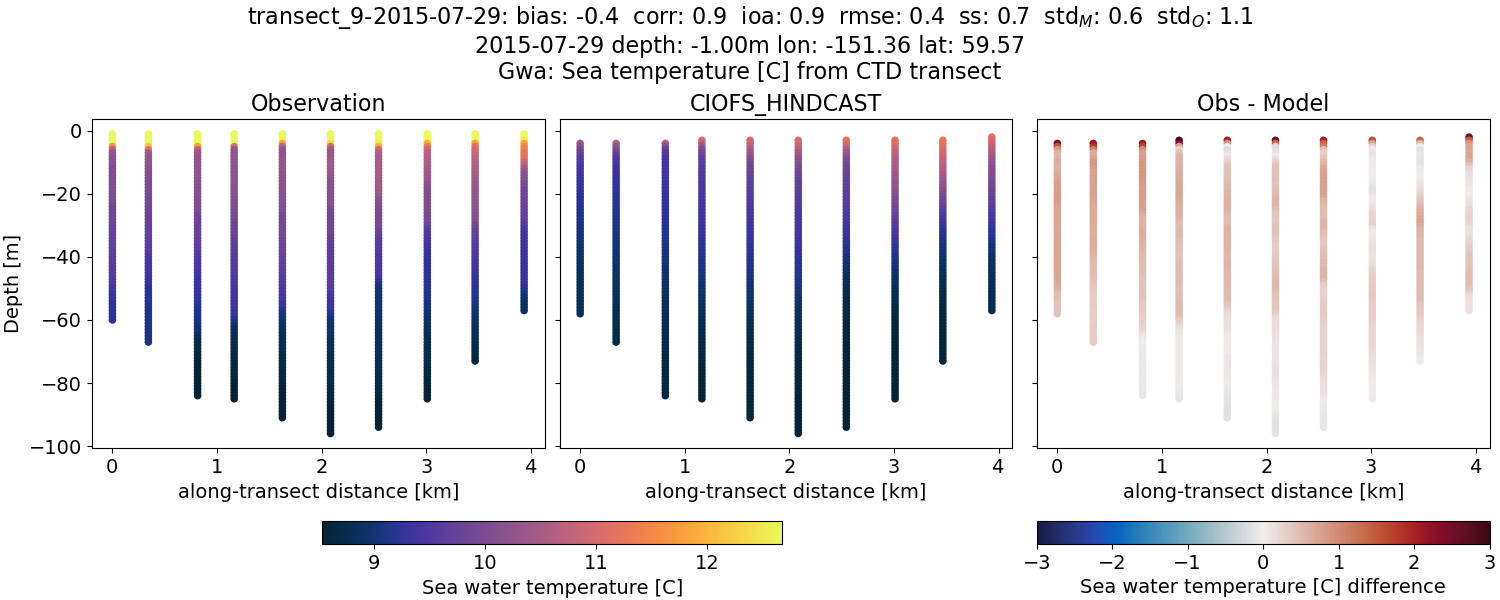 transect_9-2015-07-29: bias: -0.4  corr: 0.9  ioa: 0.9  rmse: 0.4  ss: 0.7  std_M: 0.6  std_O: 1.1
2015-07-29 depth: -1.00m lon: -151.36 lat: 59.57
Gwa: Sea temperature [C] from CTD transect
Observation
CIOFS_HINDCAST
Obs - Model
Depth [m]
0
−20
−40
−60
−80
−100
0 1 2 3 4
0 1 2 3 4
0 1 2 3 4
along-transect distance [km]
along-transect distance [km]
along-transect distance [km]
9 10 11 12
Sea water temperature [C]
−3 −2 −1 0 1 2 3
Sea water temperature [C] difference